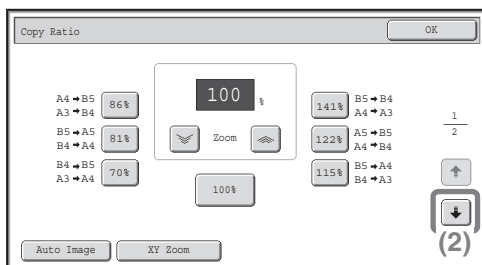 Copy Ratio
OK
100 %
Zoom
100%
A4➡B5
A3➡B4
86%
B5➡A5
B4➡A4
81%
B4➡B5
A3➡A4
70%
141%
B5➡B4
A4➡A3
122%
A5➡B5
A4➡B4
115%
B5➡A4
B4➡A3
1
2
(2)
Auto Image
XY Zoom